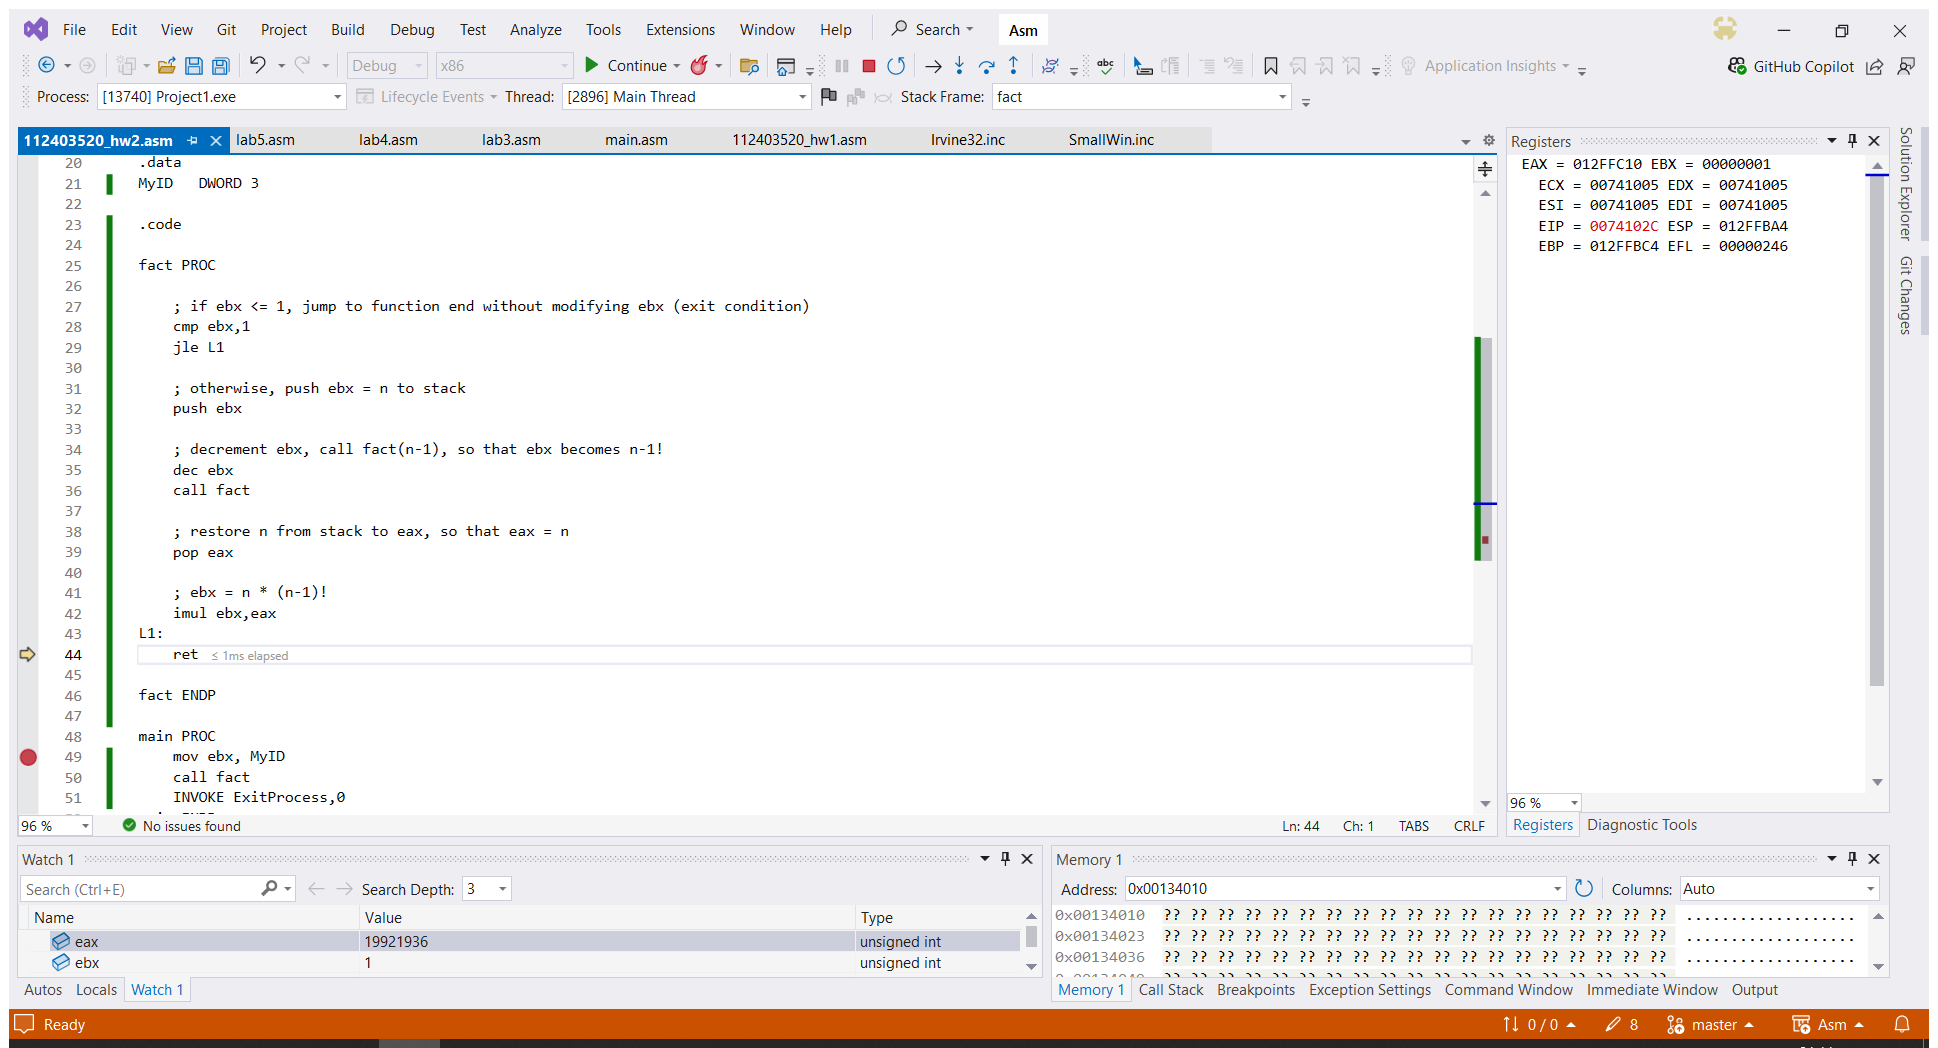 File Edit View Git Project Build Debug Test Analyze Tools Extensions Window Help Search Asm
Debug x86 Continue Application Insights GitHub Copilot
Process: [13740] Project1.exe Lifecycle Events Thread: [2896] Main Thread Stack Frame: fact
112403520_hw2.asm lab5.asm lab4.asm lab3.asm main.asm 112403520_hw1.asm Irvine32.inc SmallWin.inc
20 .data
21 MyID   DWORD 3
22
23 .code
24
25 fact PROC
26
27     ; if ebx <= 1, jump to function end without modifying ebx (exit condition)
28     cmp ebx,1
29     jle L1
30
31     ; otherwise, push ebx = n to stack
32     push ebx
33
34     ; decrement ebx, call fact(n-1), so that ebx becomes n-1!
35     dec ebx
36     call fact
37
38     ; restore n from stack to eax, so that eax = n
39     pop eax
40
41     ; ebx = n * (n-1)!
42     imul ebx,eax
43 L1:
44     ret ≤ 1ms elapsed
45
46 fact ENDP
47
48 main PROC
49     mov ebx, MyID
50     call fact
51     INVOKE ExitProcess,0
96 % No issues found Ln: 44 Ch: 1 TABS CRLF
Registers
EAX = 012FFC10 EBX = 00000001
ECX = 00741005 EDX = 00741005
ESI = 00741005 EDI = 00741005
EIP = 0074102C ESP = 012FFBA4
EBP = 012FFBC4 EFL = 00000246
96 %
Registers Diagnostic Tools
Solution Explorer
Git Changes
Watch 1
Search (Ctrl+E) Search Depth: 3
Name Value Type
eax 19921936 unsigned int
ebx 1 unsigned int
Autos Locals Watch 1
Memory 1
Address: 0x00134010 Columns: Auto
0x00134010 ?? ?? ?? ?? ?? ?? ?? ?? ?? ?? ?? ?? ?? ?? ?? ?? ?? ?? ?? ...................
0x00134023 ?? ?? ?? ?? ?? ?? ?? ?? ?? ?? ?? ?? ?? ?? ?? ?? ?? ?? ?? ...................
0x00134036 ?? ?? ?? ?? ?? ?? ?? ?? ?? ?? ?? ?? ?? ?? ?? ?? ?? ?? ?? ...................
Memory 1 Call Stack Breakpoints Exception Settings Command Window Immediate Window Output
Ready 0 / 0 8 master Asm